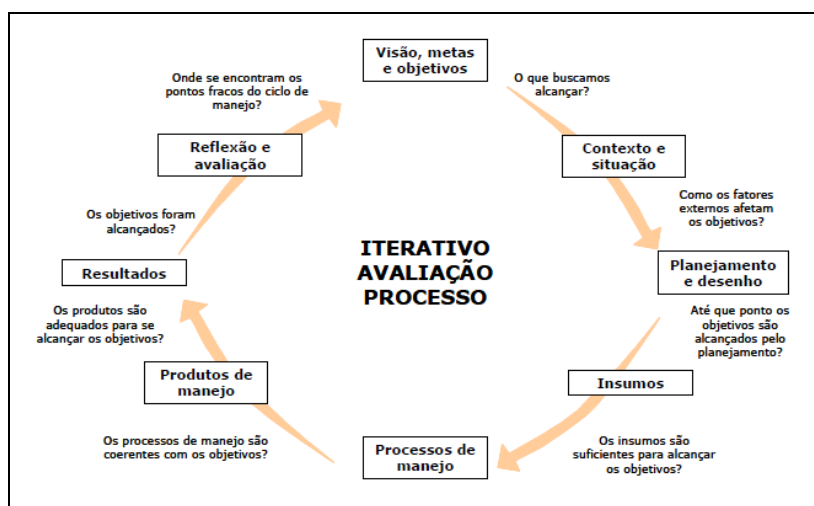 Visão, metas
e objetivos
O que buscamos
alcançar?
Contexto e
situação
Como os fatores
externos afetam
os objetivos?
Planejamento
e desenho
Até que ponto os
objetivos são
alcançados pelo
planejamento?
Insumos
Os insumos são
suficientes para alcançar
os objetivos?
Processos de
manejo
Os processos de manejo são
coerentes com os objetivos?
Produtos de
manejo
Os produtos são
adequados para se
alcançar os objetivos?
Resultados
Os objetivos foram
alcançados?
Reflexão e
avaliação
Onde se encontram os
pontos fracos do ciclo de
manejo?
ITERATIVO
AVALIAÇÃO
PROCESSO